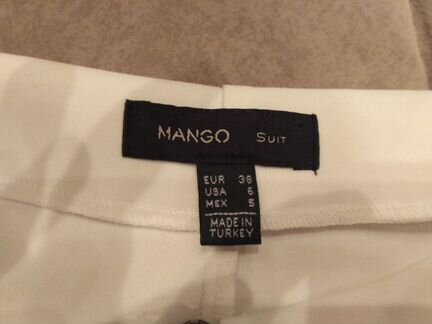 MANGO SUIT
EUR 38
USA 6
MEX 5
MADE IN
TURKEY